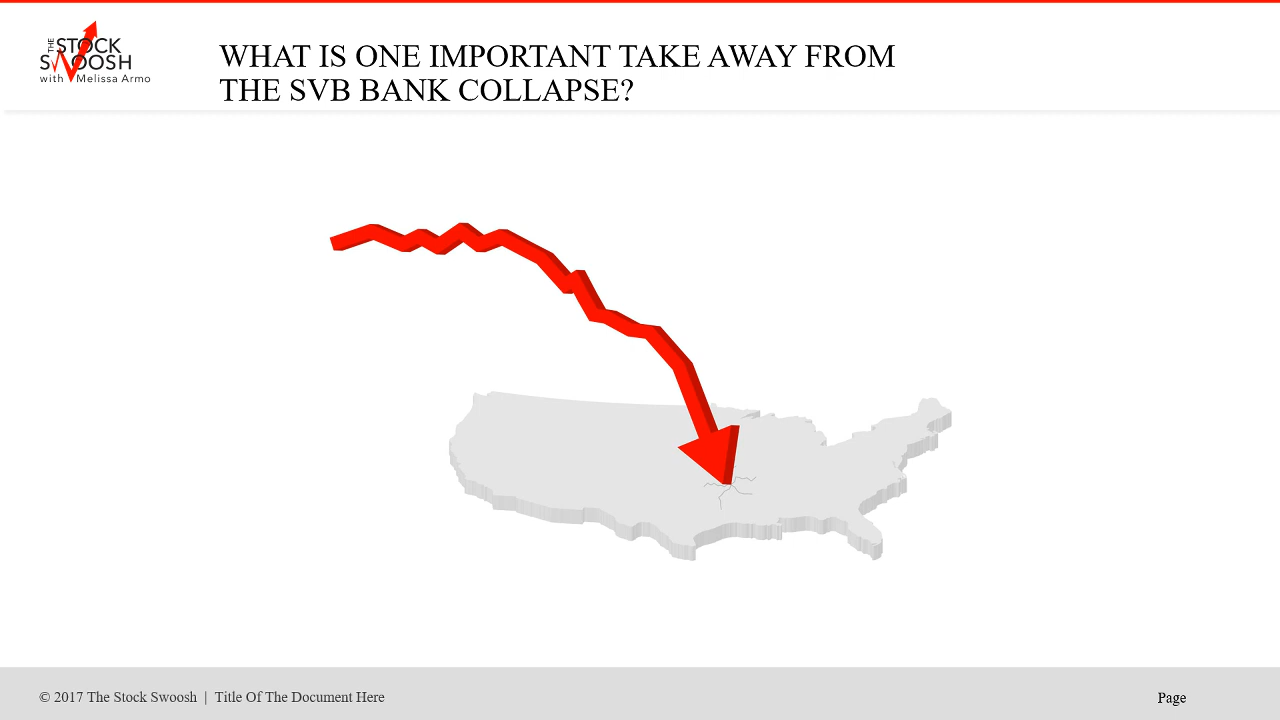 THE
STOCK
SWOOSH
with Melissa Armo
WHAT IS ONE IMPORTANT TAKE AWAY FROM
THE SVB BANK COLLAPSE?
© 2017 The Stock Swoosh | Title Of The Document Here
Page